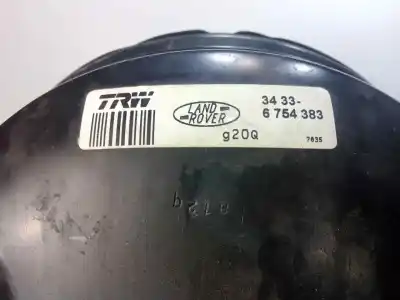 TRW
LAND
ROVER
34 33-
6 754 383
g20Q
7635